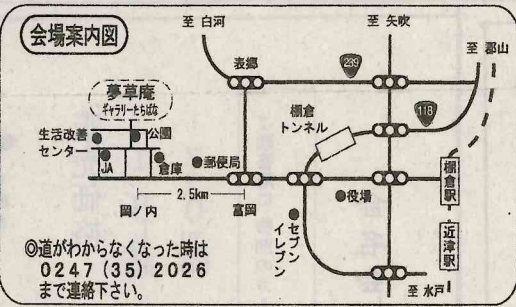 会場案内図
至 白河
至 矢吹
至 郡山
表郷
239
118
夢草庵
ギャラリーたちばな
棚倉
トンネル
生活改善
センター
公園
JA
倉庫
郵便局
2.5km
岡ノ内
富岡
役場
セブン
イレブン
棚倉駅
近津駅
至 水戸
◎道がわからなくなった時は
0247(35)2026
まで連絡下さい。